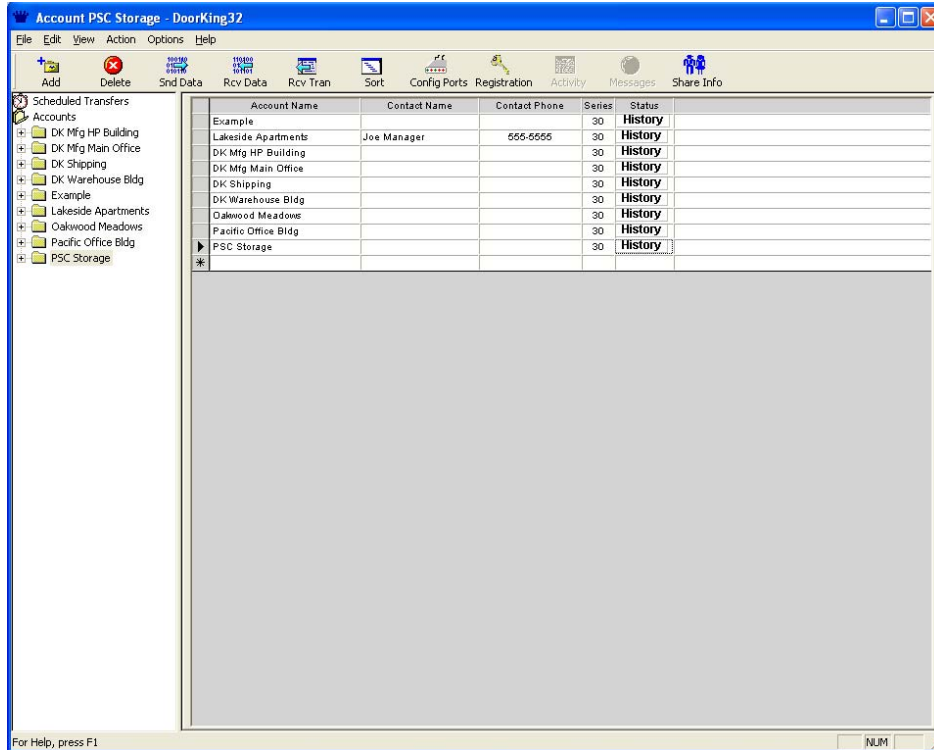 Account PSC Storage - DoorKing32
File Edit View Action Options Help
Add Delete Snd Data Rcv Data Rcv Tran Sort Config Ports Registration Activity Messages Share Info
Scheduled Transfers
Accounts
DK Mfg HP Building
DK Mfg Main Office
DK Shipping
DK Warehouse Bldg
Example
Lakeside Apartments
Oakwood Meadows
Pacific Office Bldg
PSC Storage
Account Name Contact Name Contact Phone Series Status
Example 30 History
Lakeside Apartments Joe Manager 555-5555 30 History
DK Mfg HP Building 30 History
DK Mfg Main Office 30 History
DK Shipping 30 History
DK Warehouse Bldg 30 History
Oakwood Meadows 30 History
Pacific Office Bldg 30 History
PSC Storage 30 History
For Help, press F1
NUM